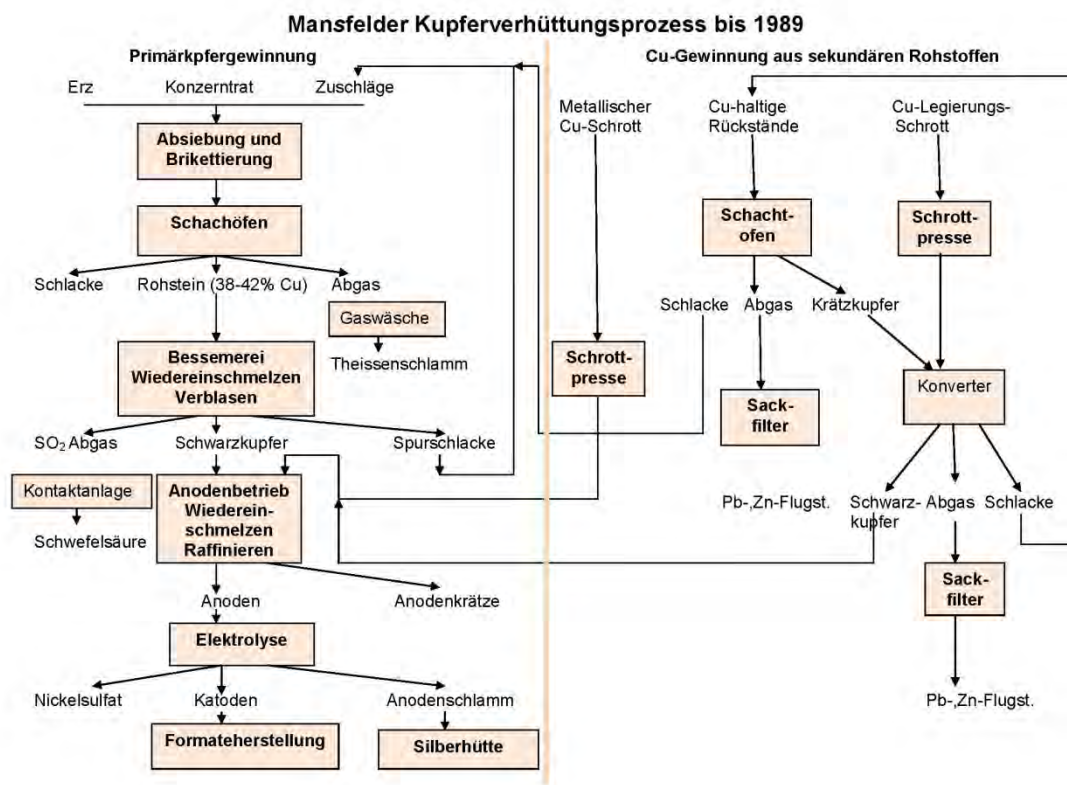 Mansfelder Kupferverhüttungsprozess bis 1989
Primärkpfergewinnung
Erz Konzerntrat Zuschläge
Absiebung und
Brikettierung
Schachöfen
Schlacke Rohstein (38-42% Cu) Abgas
Gaswäsche
Theissenschlamm
Bessemerei
Wiedereinschmelzen
Verblasen
SO₂ Abgas Schwarzkupfer Spurschlacke
Kontaktanlage
Schwefelsäure
Anodenbetrieb
Wiederein-
schmelzen
Raffinieren
Anoden Anodenkrätze
Elektrolyse
Nickelsulfat Katoden Anodenschlamm
Formateherstellung Silberhütte
Cu-Gewinnung aus sekundären Rohstoffen
Metallischer
Cu-Schrott
Cu-haltige
Rückstände
Cu-Legierungs-
Schrott
Schacht-
ofen
Schrott-
presse
Schlacke Abgas Krätzkupfer
Schrott-
presse
Sack-
filter
Konverter
Pb-,Zn-Flugst.
Schwarz-
kupfer
Abgas Schlacke
Sack-
filter
Pb-,Zn-Flugst.